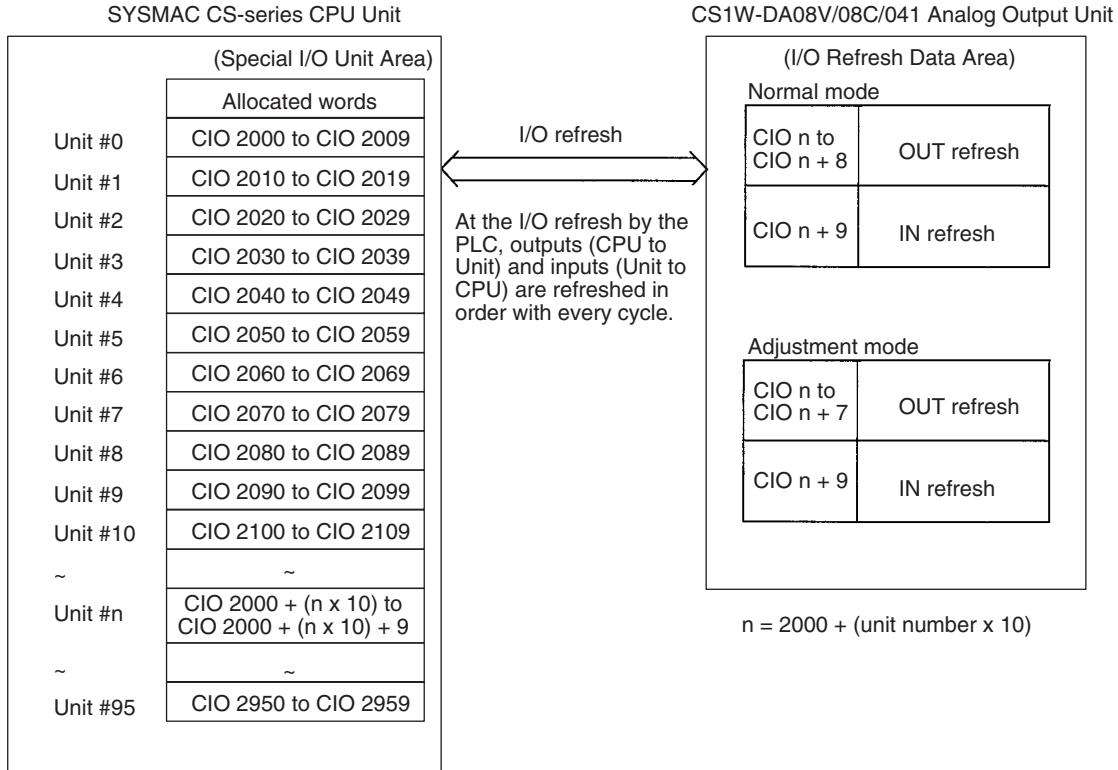 SYSMAC CS-series CPU Unit
(Special I/O Unit Area)
Allocated words
Unit #0 CIO 2000 to CIO 2009
Unit #1 CIO 2010 to CIO 2019
Unit #2 CIO 2020 to CIO 2029
Unit #3 CIO 2030 to CIO 2039
Unit #4 CIO 2040 to CIO 2049
Unit #5 CIO 2050 to CIO 2059
Unit #6 CIO 2060 to CIO 2069
Unit #7 CIO 2070 to CIO 2079
Unit #8 CIO 2080 to CIO 2089
Unit #9 CIO 2090 to CIO 2099
Unit #10 CIO 2100 to CIO 2109
~ ~
Unit #n CIO 2000 + (n x 10) to
CIO 2000 + (n x 10) + 9
~ ~
Unit #95 CIO 2950 to CIO 2959
I/O refresh
At the I/O refresh by the
PLC, outputs (CPU to
Unit) and inputs (Unit to
CPU) are refreshed in
order with every cycle.
CS1W-DA08V/08C/041 Analog Output Unit
(I/O Refresh Data Area)
Normal mode
CIO n to
CIO n + 8 OUT refresh
CIO n + 9 IN refresh
Adjustment mode
CIO n to
CIO n + 7 OUT refresh
CIO n + 9 IN refresh
n = 2000 + (unit number x 10)